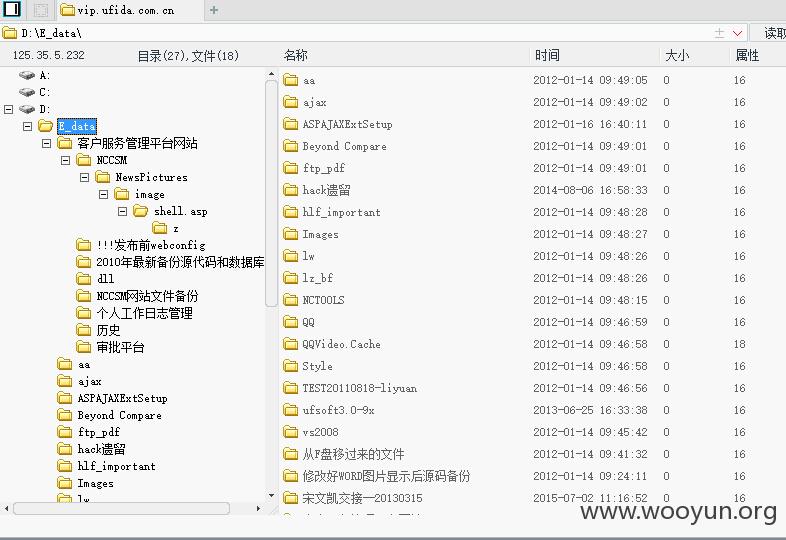 vip.ufida.com.cn
D:\E_data\
读取
125.35.5.232 目录(27),文件(18)
A:
C:
D:
E_data
客户服务管理平台网站
NCCSM
NewsPictures
image
shell.asp
z
!!!发布前webconfig
2010年最新备份源代码和数据库
dll
NCCSM网站文件备份
个人工作日志管理
历史
审批平台
aa
ajax
ASPAJAXExtSetup
Beyond Compare
ftp_pdf
hack遗留
hlf_important
Images
lw
名称 时间 大小 属性
aa 2012-01-14 09:49:05 0 16
ajax 2012-01-14 09:49:02 0 16
ASPAJAXExtSetup 2012-01-16 16:40:11 0 16
Beyond Compare 2012-01-14 09:49:01 0 16
ftp_pdf 2012-01-14 09:49:01 0 16
hack遗留 2014-08-06 16:58:33 0 16
hlf_important 2012-01-14 09:48:28 0 16
Images 2012-01-14 09:48:27 0 16
lw 2012-01-14 09:48:26 0 16
lz_bf 2012-01-14 09:48:26 0 16
NCTOOLS 2012-01-14 09:48:15 0 16
QQ 2012-01-14 09:46:59 0 16
QQVideo.Cache 2012-01-14 09:46:58 0 18
Style 2012-01-14 09:46:58 0 16
TEST20110818-liyuan 2012-01-14 09:46:56 0 16
ufsoft3.0-9x 2013-06-25 16:33:38 0 16
vs2008 2012-01-14 09:45:42 0 16
从F盘移过来的文件 2012-01-14 09:41:32 0 16
修改好WORD图片显示后源码备份 2012-01-14 09:24:11 0 16
宋文凯交接--20130315 2015-07-02 11:16:52 0 16
www.wooyun.org